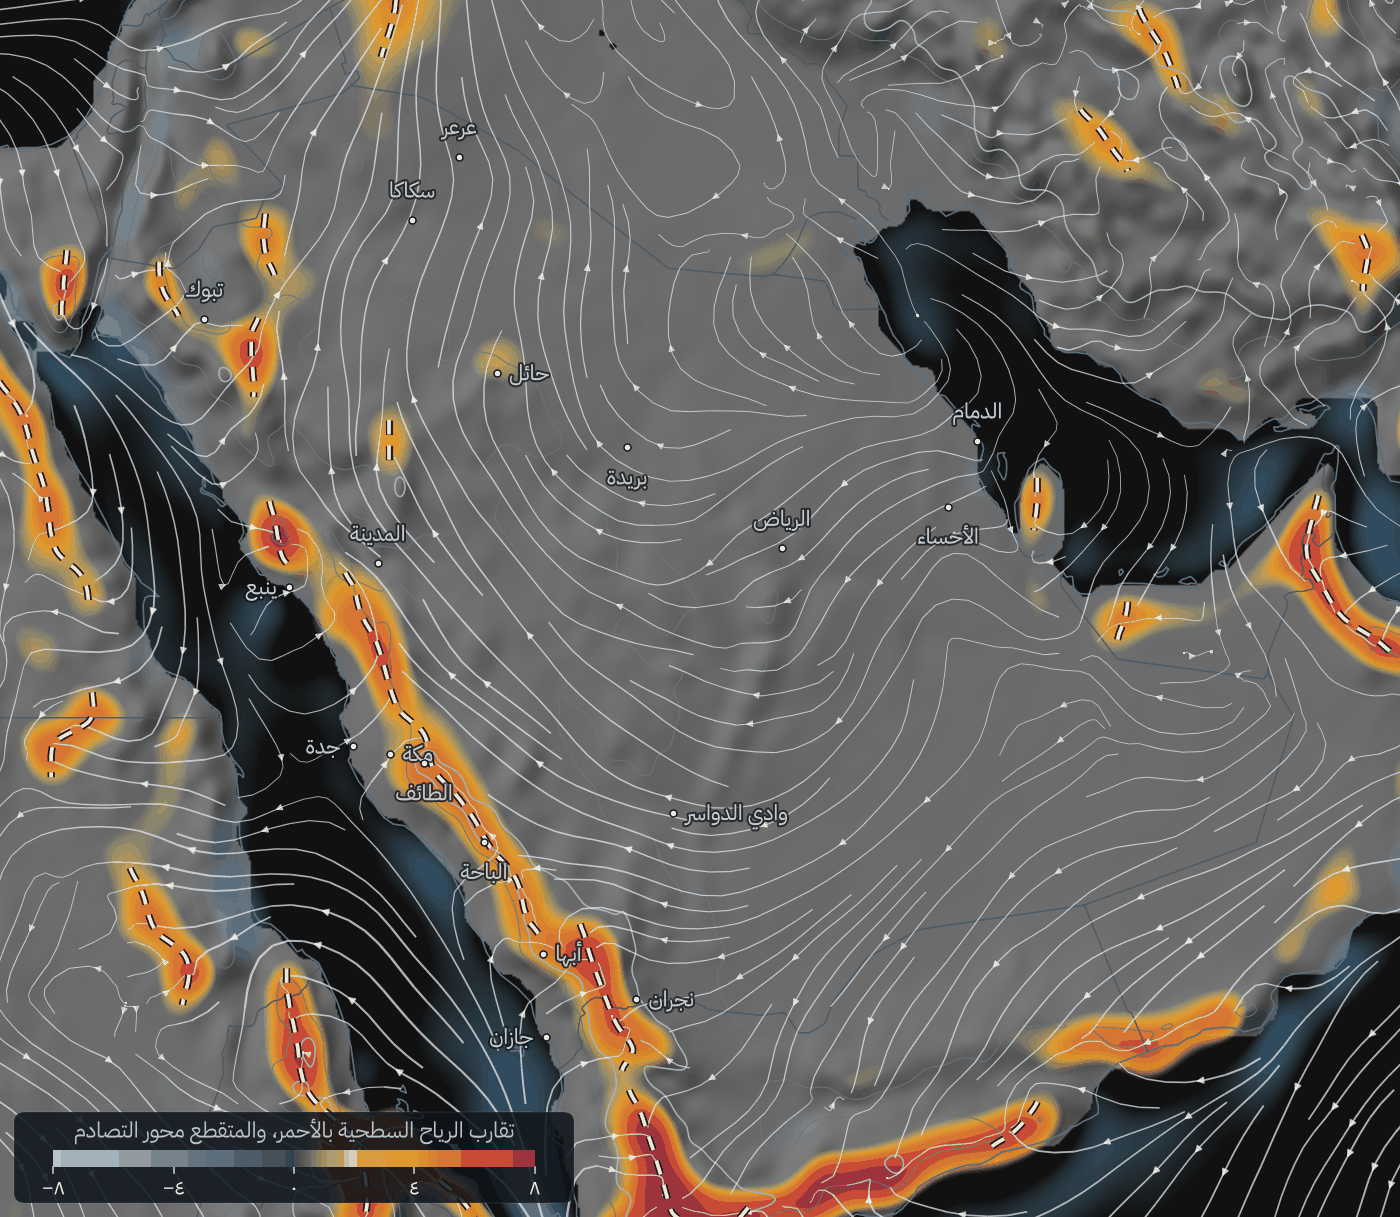 عرعر
سكاكا
تبوك
حائل
الدمام
بريدة
الرياض
الأحساء
المدينة
ينبع
جدة
مكة
الطائف
وادي الدواسر
الباحة
أبها
نجران
جازان
تقارب الرياح السطحية بالأحمر، والمتقطع محور التصادم
−٨ −٤ ٠ ٤ ٨